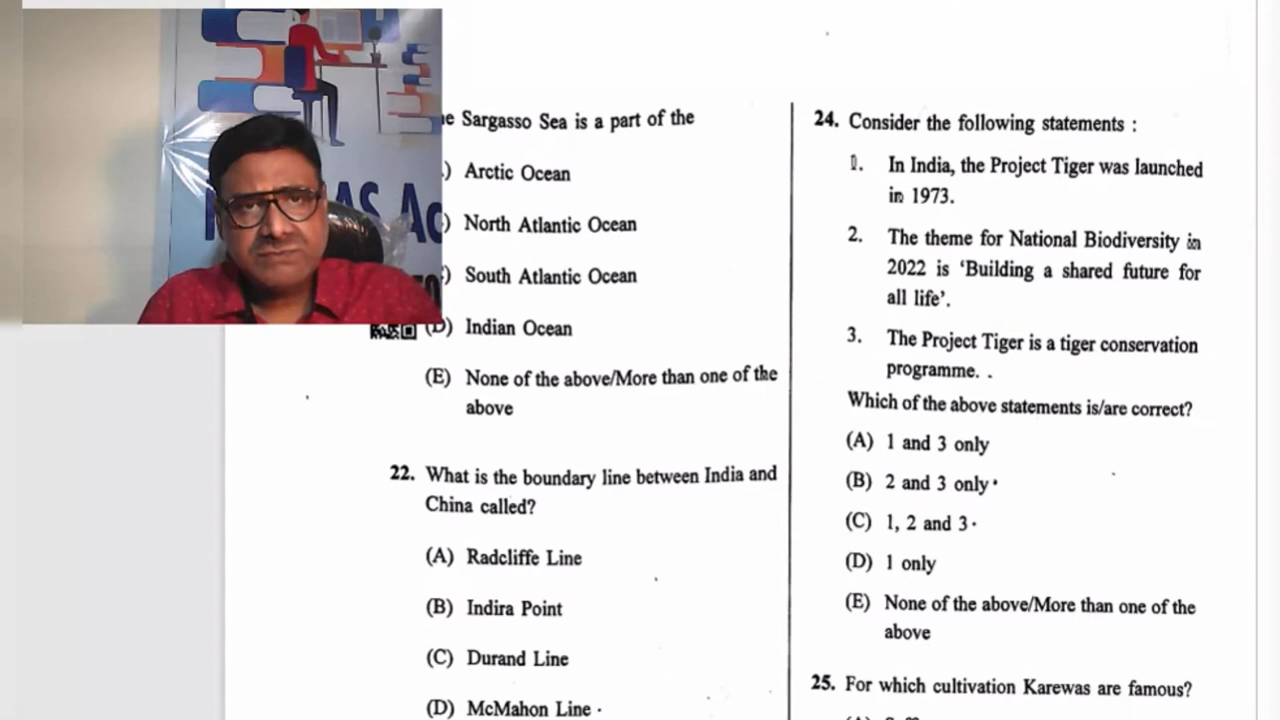 AS Ac
e Sargasso Sea is a part of the
) Arctic Ocean
) North Atlantic Ocean
) South Atlantic Ocean
(D) Indian Ocean
(E) None of the above/More than one of the
above
22. What is the boundary line between India and
China called?
(A) Radcliffe Line
(B) Indira Point
(C) Durand Line
(D) McMahon Line
24. Consider the following statements :
1. In India, the Project Tiger was launched
in 1973.
2. The theme for National Biodiversity in
2022 is ‘Building a shared future for
all life’.
3. The Project Tiger is a tiger conservation
programme. .
Which of the above statements is/are correct?
(A) 1 and 3 only
(B) 2 and 3 only
(C) 1, 2 and 3
(D) 1 only
(E) None of the above/More than one of the
above
25. For which cultivation Karewas are famous?